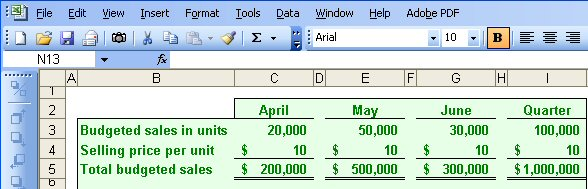 File Edit View Insert Format Tools Data Window Help Adobe PDF
Σ Arial 10 B
N13 fx
A B C D E F G H I
1
2 April May June Quarter
3 Budgeted sales in units 20,000 50,000 30,000 100,000
4 Selling price per unit $ 10 $ 10 $ 10 $ 10
5 Total budgeted sales $ 200,000 $ 500,000 $ 300,000 $ 1,000,000
6